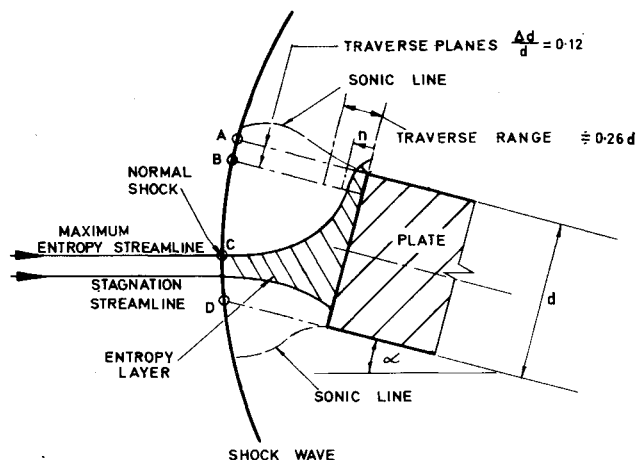 TRAVERSE PLANES Δd/d = 0·12
SONIC LINE
TRAVERSE RANGE ≑ 0·26 d
n
A
B
NORMAL
SHOCK
MAXIMUM
ENTROPY STREAMLINE
C
PLATE
STAGNATION
STREAMLINE
D
d
ENTROPY
LAYER
α
SONIC LINE
SHOCK WAVE